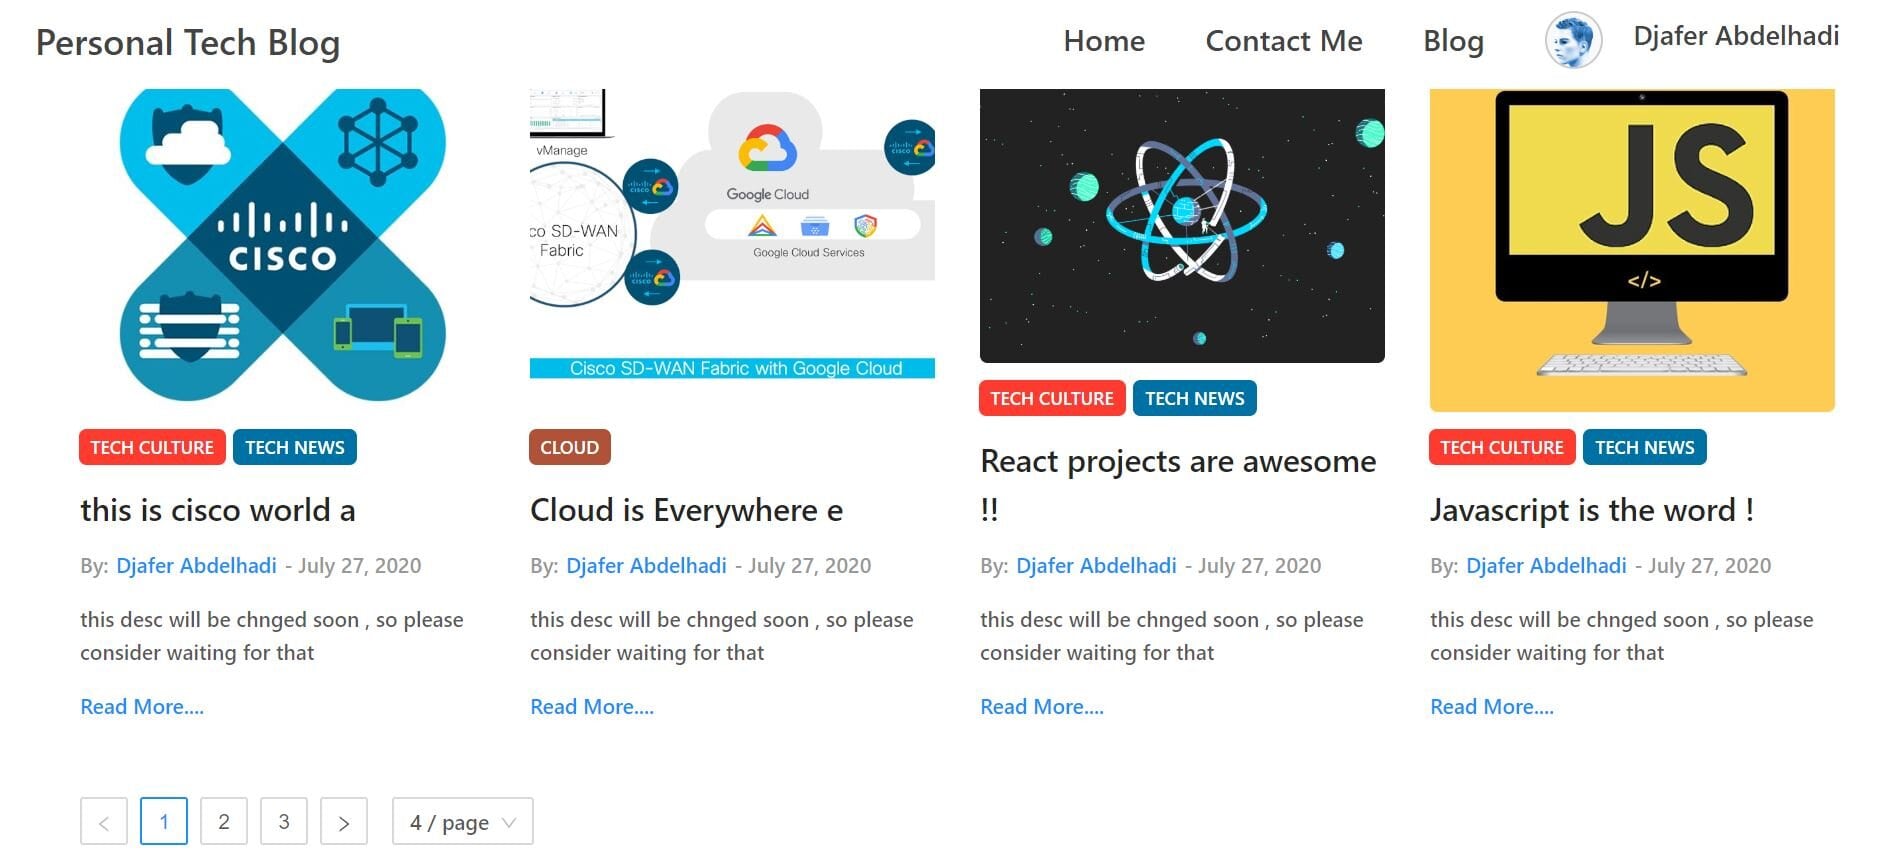 Personal Tech Blog
Home
Contact Me
Blog
Djafer Abdelhadi
CISCO
vManage
co SD-WAN
Fabric
Google Cloud
Google Cloud Services
Cisco SD-WAN Fabric with Google Cloud
JS
</>
TECH CULTURE
TECH NEWS
this is cisco world a
By: Djafer Abdelhadi - July 27, 2020
this desc will be chnged soon , so please
consider waiting for that
Read More....
CLOUD
Cloud is Everywhere e
By: Djafer Abdelhadi - July 27, 2020
this desc will be chnged soon , so please
consider waiting for that
Read More....
TECH CULTURE
TECH NEWS
React projects are awesome
!!
By: Djafer Abdelhadi - July 27, 2020
this desc will be chnged soon , so please
consider waiting for that
Read More....
TECH CULTURE
TECH NEWS
Javascript is the word !
By: Djafer Abdelhadi - July 27, 2020
this desc will be chnged soon , so please
consider waiting for that
Read More....
< 1 2 3 > 4 / page